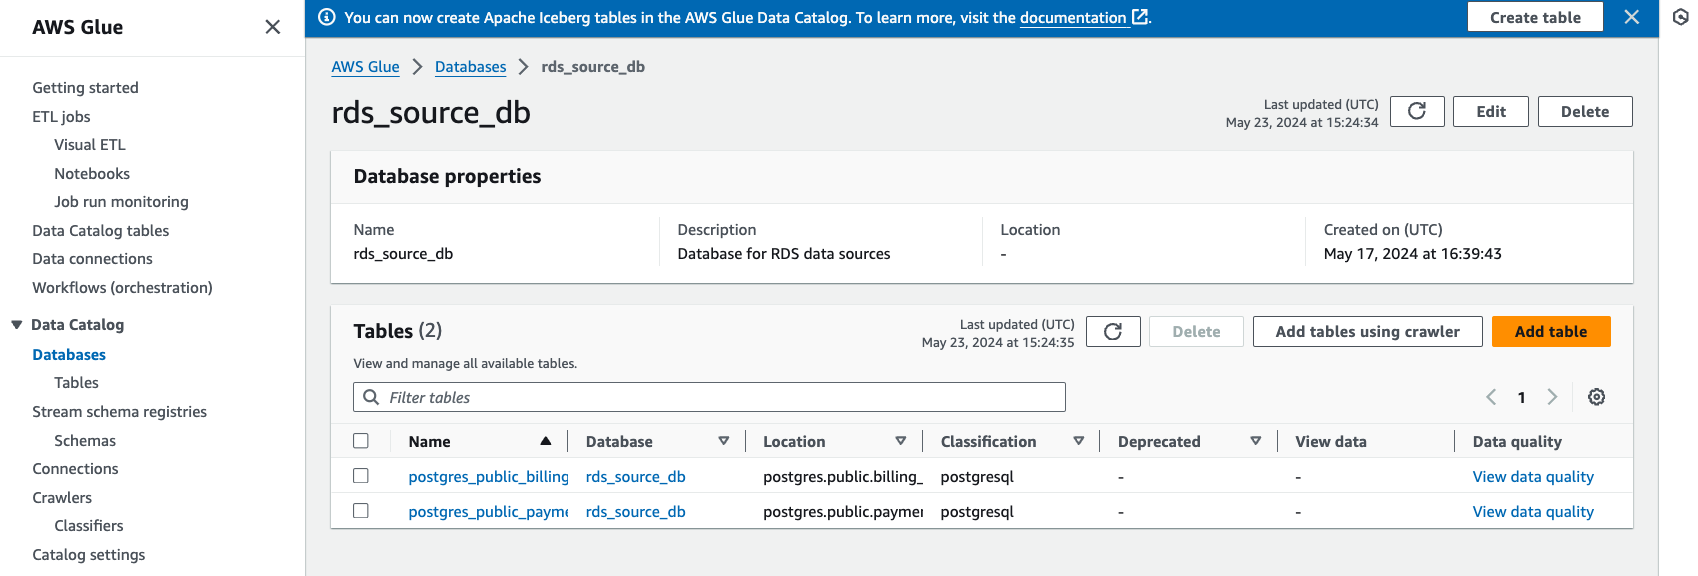 AWS Glue
Getting started
ETL jobs
Visual ETL
Notebooks
Job run monitoring
Data Catalog tables
Data connections
Workflows (orchestration)
Data Catalog
Databases
Tables
Stream schema registries
Schemas
Connections
Crawlers
Classifiers
Catalog settings
You can now create Apache Iceberg tables in the AWS Glue Data Catalog. To learn more, visit the documentation. Create table
AWS Glue > Databases > rds_source_db
rds_source_db
Last updated (UTC)
May 23, 2024 at 15:24:34
Edit Delete
Database properties
Name Description Location Created on (UTC)
rds_source_db Database for RDS data sources - May 17, 2024 at 16:39:43
Tables (2)
View and manage all available tables.
Last updated (UTC)
May 23, 2024 at 15:24:35
Delete Add tables using crawler Add table
Filter tables
1
Name Database Location Classification Deprecated View data Data quality
postgres_public_billing rds_source_db postgres.public.billing_ postgresql - - View data quality
postgres_public_payme rds_source_db postgres.public.paymer postgresql - - View data quality